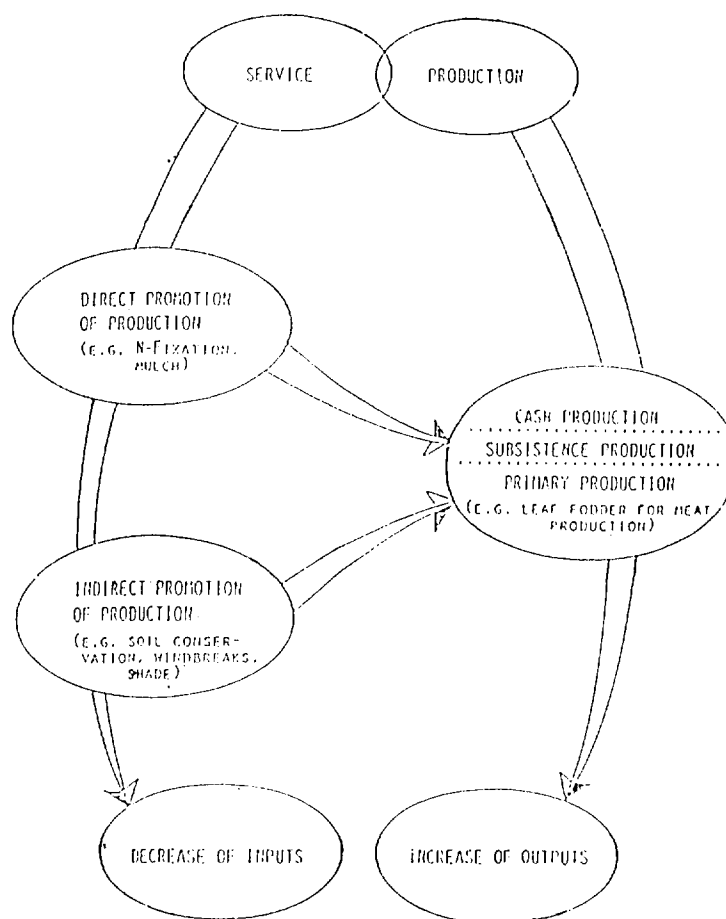 SERVICE
PRODUCTION
DIRECT PROMOTION
OF PRODUCTION
(E.G. N-FIXATION,
MULCH)
CASH PRODUCTION
SUBSISTENCE PRODUCTION
PRIMARY PRODUCTION
(E.G. LEAF FODDER FOR MEAT
PRODUCTION)
INDIRECT PROMOTION
OF PRODUCTION
(E.G. SOIL CONSER-
VATION, WINDBREAKS,
SHADE)
DECREASE OF INPUTS
INCREASE OF OUTPUTS